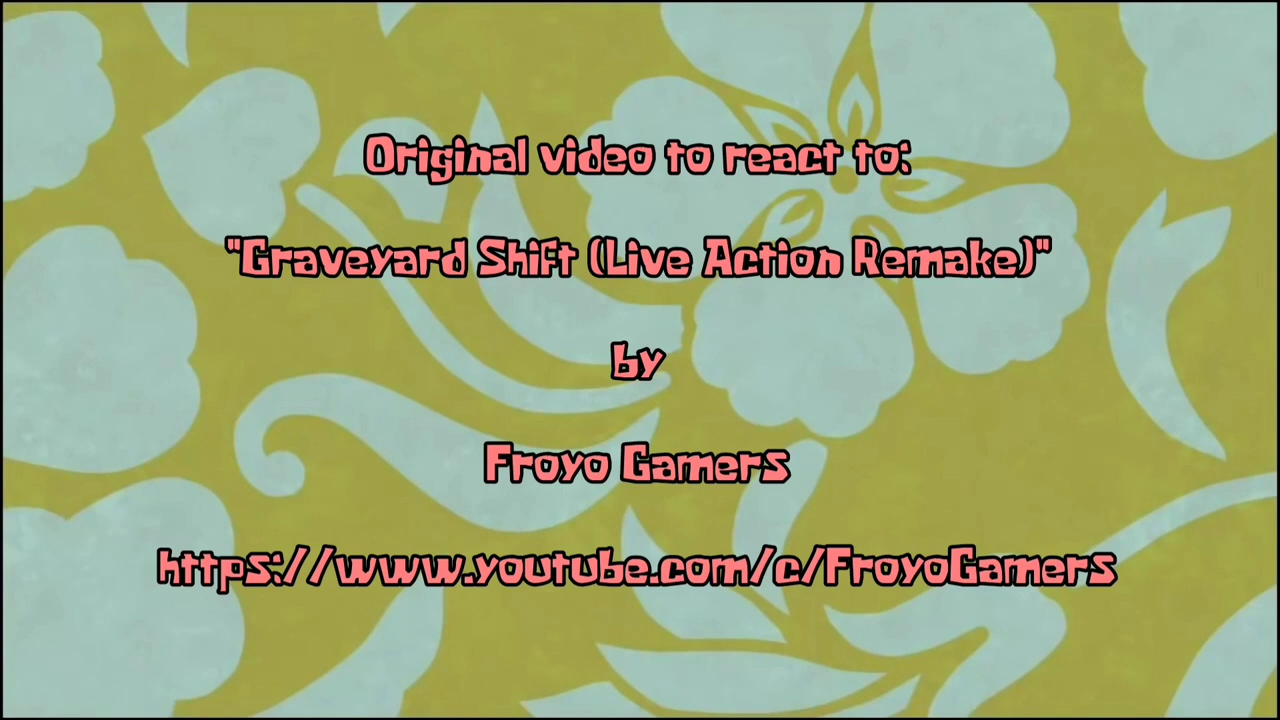 Original video to react to:
"Graveyard Shift (Live Action Remake)"
by
Froyo Gamers
https://www.youtube.com/c/FroyoGamers